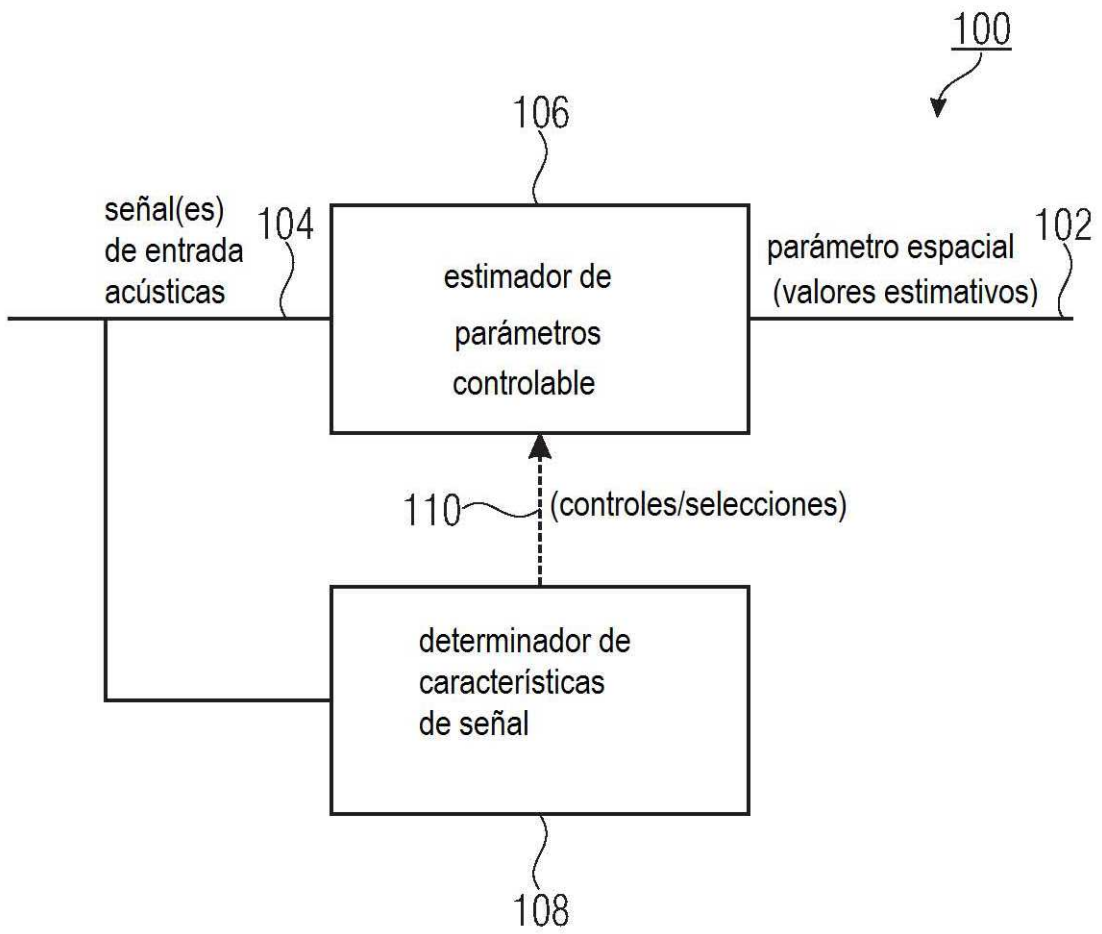 100
106
señal(es)
de entrada
acústicas
104
estimador de
parámetros
controlable
parámetro espacial
(valores estimativos)
102
110
(controles/selecciones)
determinador de
características
de señal
108